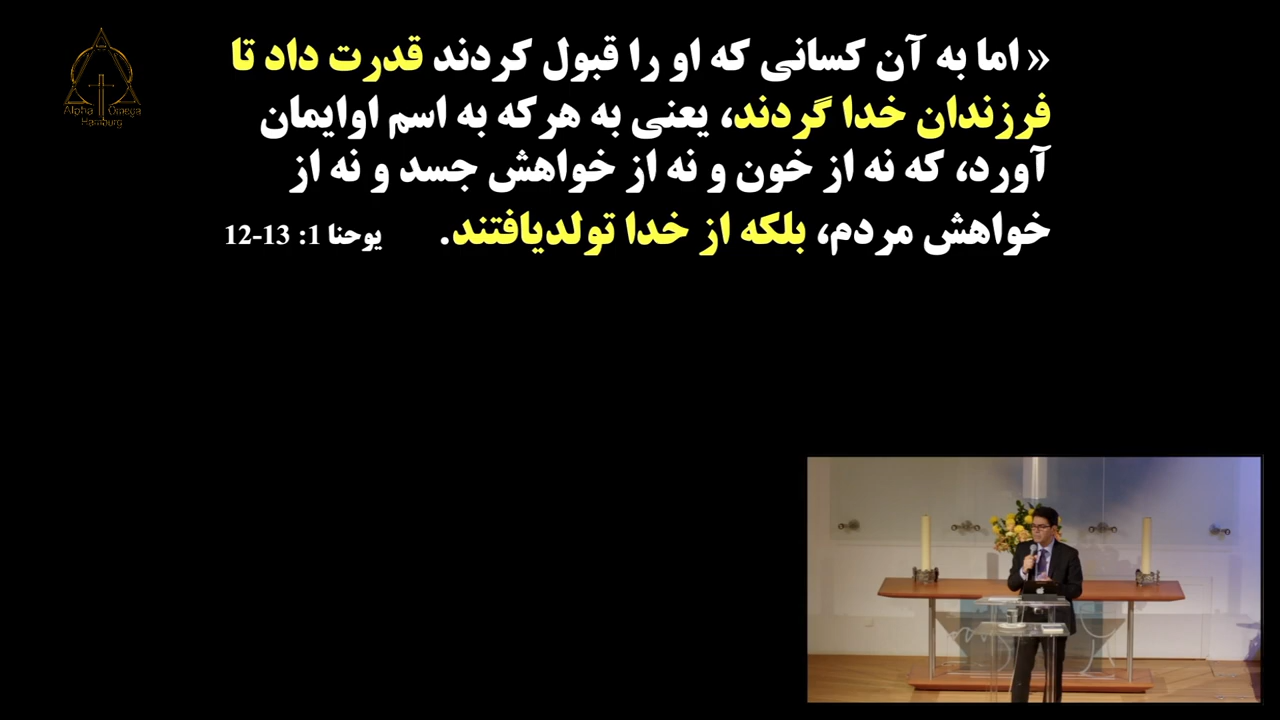 « اما به آن کسانی که او را قبول کردند قدرت داد تا
فرزندان خدا گردند، یعنی به هرکه به اسم اوایمان
آورد، که نه از خون و نه از خواهش جسد و نه از
خواهش مردم، بلکه از خدا تولدیافتند. یوحنا 1: 13-12
Alpha Omega
Hamburg